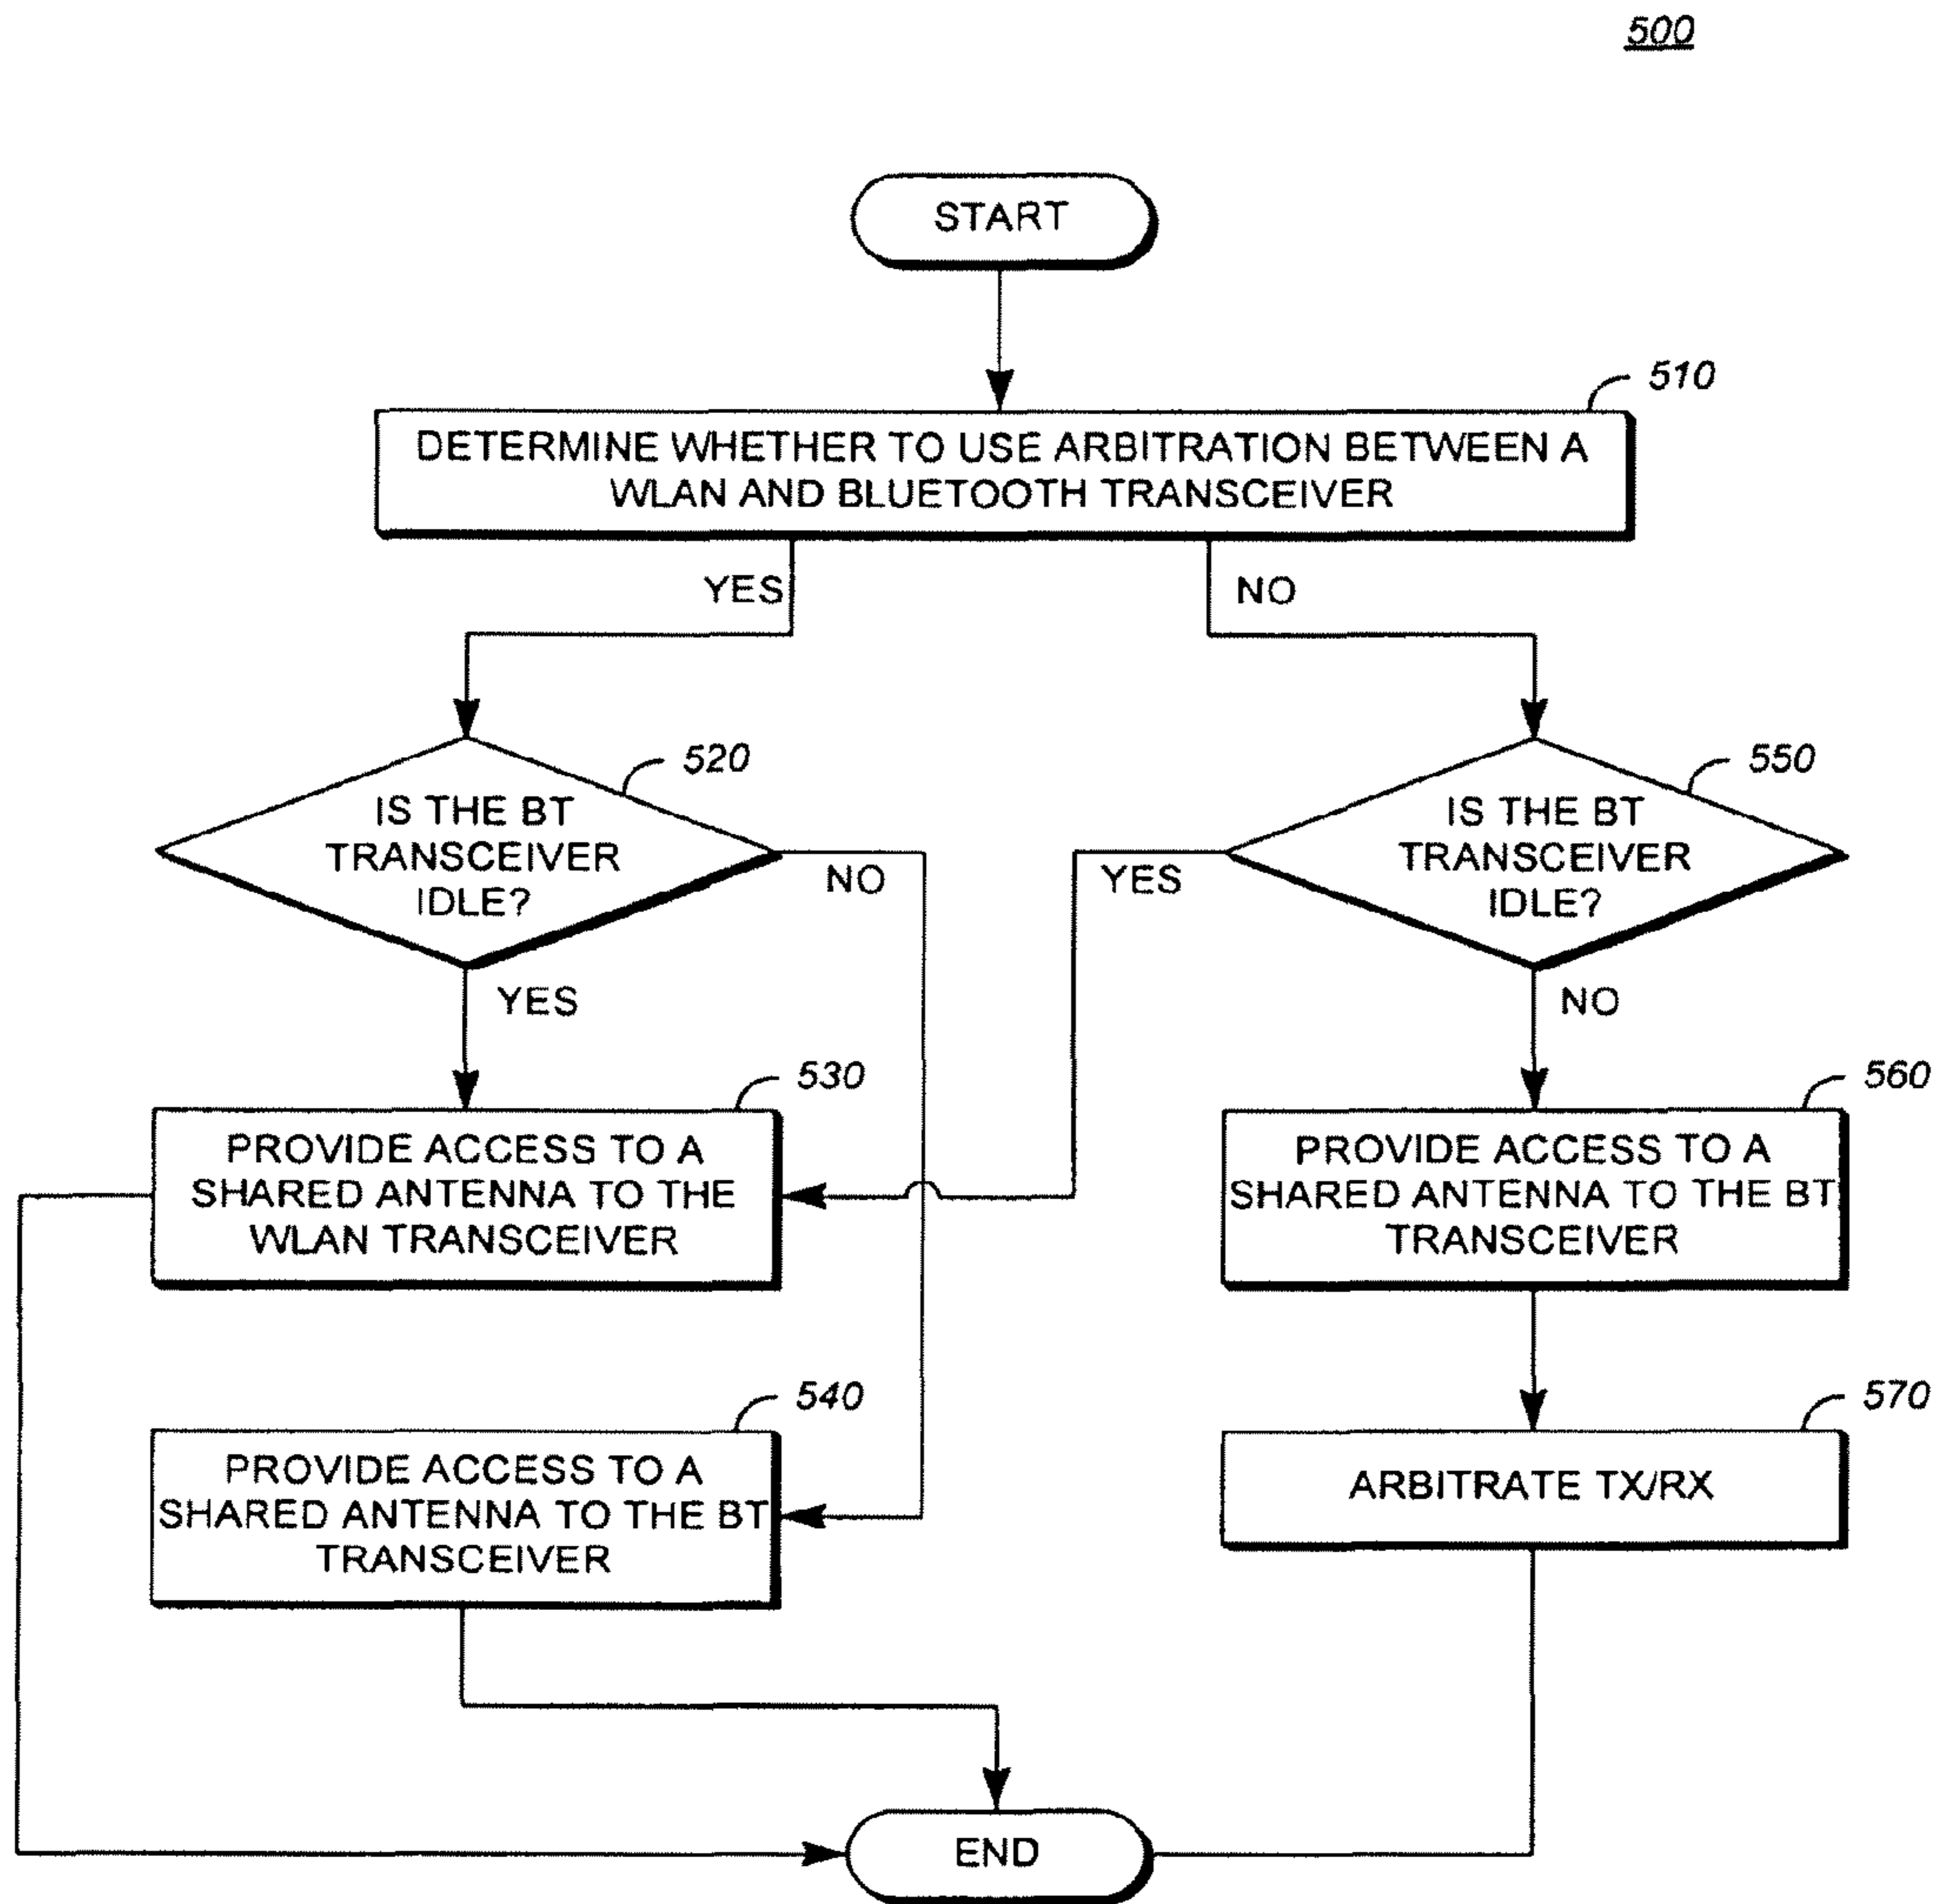 500
START
510
DETERMINE WHETHER TO USE ARBITRATION BETWEEN A
WLAN AND BLUETOOTH TRANSCEIVER
YES
NO
520
IS THE BT
TRANSCEIVER
IDLE?
NO
YES
550
IS THE BT
TRANSCEIVER
IDLE?
YES
NO
530
PROVIDE ACCESS TO A
SHARED ANTENNA TO THE
WLAN TRANSCEIVER
560
PROVIDE ACCESS TO A
SHARED ANTENNA TO THE BT
TRANSCEIVER
540
PROVIDE ACCESS TO A
SHARED ANTENNA TO THE BT
TRANSCEIVER
570
ARBITRATE TX/RX
END